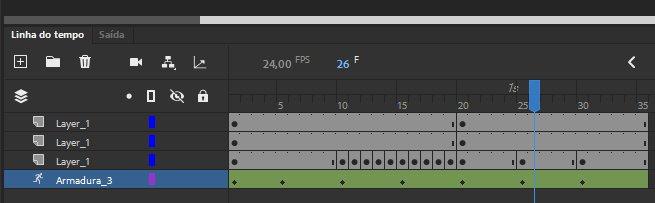 Linha do tempo Saída
24,00 FPS 26 F
1s
5 10 15 20 25 30 35
Layer_1
Layer_1
Layer_1
Armadura_3